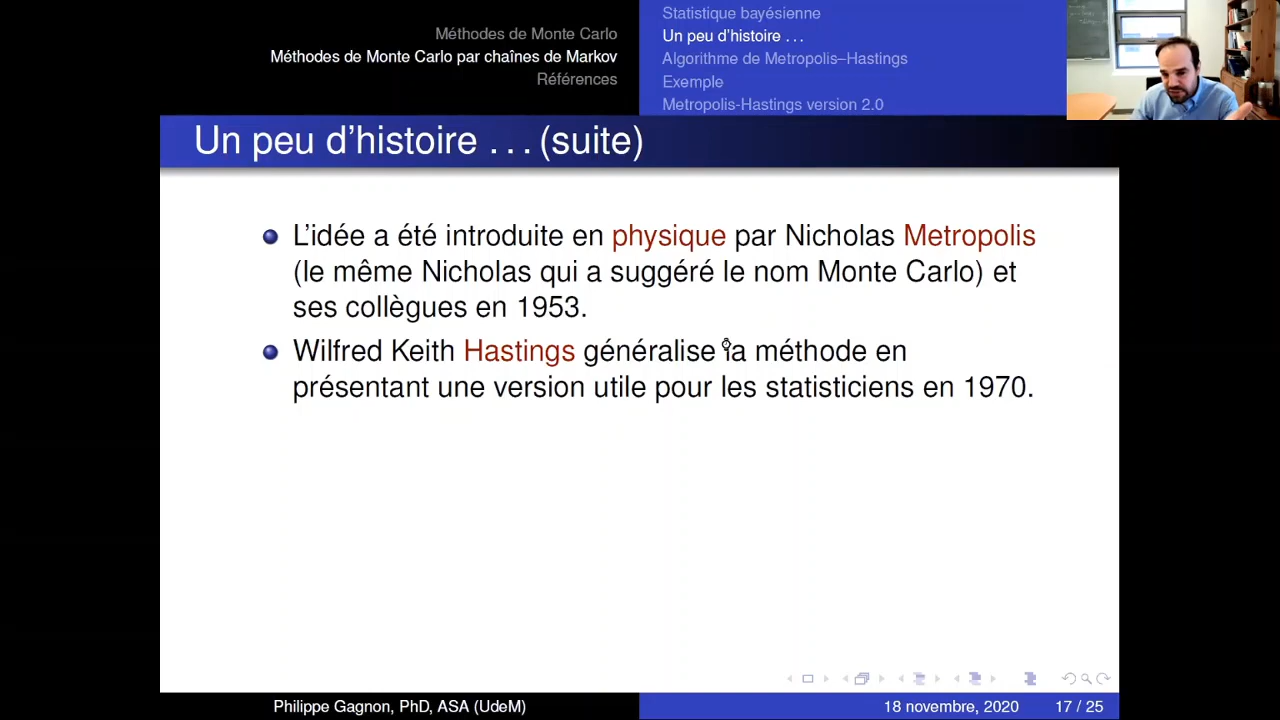 Méthodes de Monte Carlo
Méthodes de Monte Carlo par chaînes de Markov
Références
Statistique bayésienne
Un peu d'histoire . . .
Algorithme de Metropolis–Hastings
Exemple
Metropolis-Hastings version 2.0
Un peu d'histoire . . . (suite)
L'idée a été introduite en physique par Nicholas Metropolis
(le même Nicholas qui a suggéré le nom Monte Carlo) et
ses collègues en 1953.
Wilfred Keith Hastings généralise la méthode en
présentant une version utile pour les statisticiens en 1970.
Philippe Gagnon, PhD, ASA (UdeM)
18 novembre, 2020
17 / 25